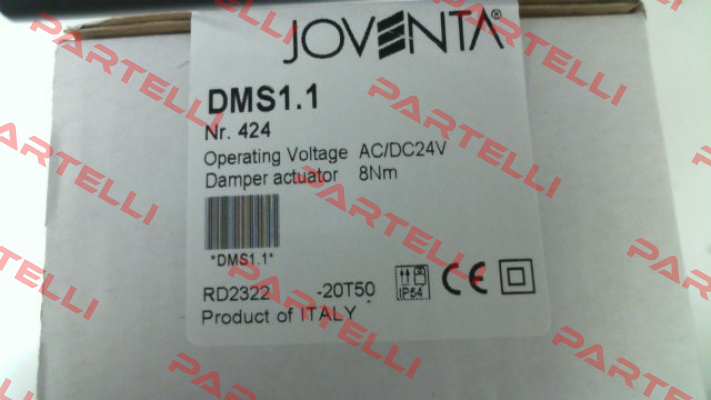 JOVENTA®
DMS1.1
Nr. 424
Operating Voltage AC/DC24V
Damper actuator 8Nm
*DMS1.1*
RD2322 -20T50
IP54
CE
Product of ITALY
PARTELLI
PARTELLI
PARTELLI
PARTELLI
PARTELLI
PARTELLI
PARTELLI
PARTELLI
PARTELLI